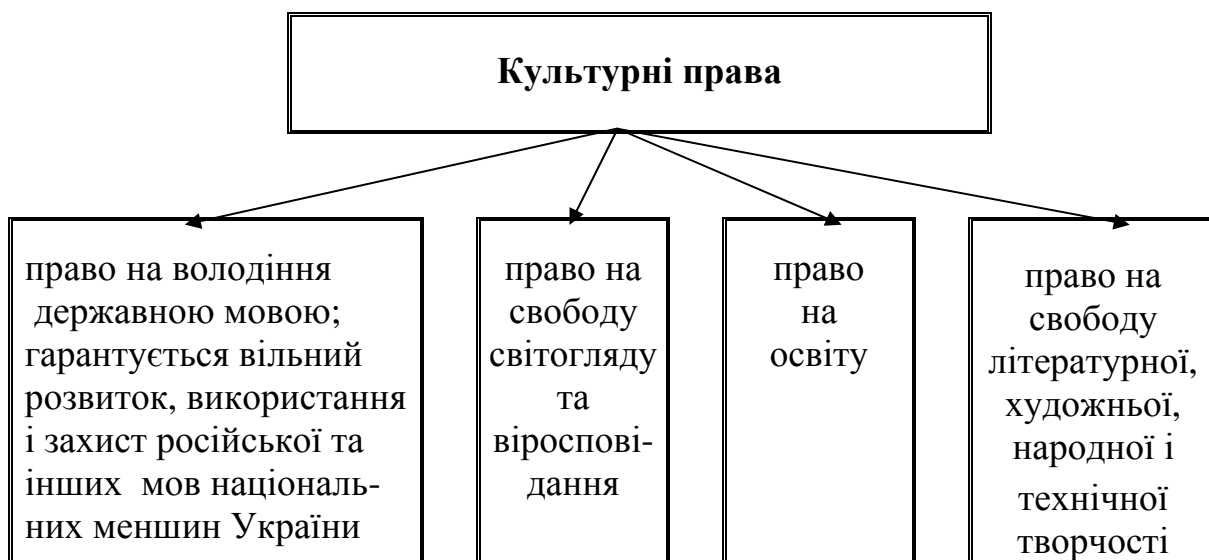 Культурні права
право на володіння
державною мовою;
гарантується вільний
розвиток, використання
і захист російської та
інших мов національ-
них меншин України
право на
свободу
світогляду
та
віросповi-
дання
право
на
освіту
право на
свободу
літературної,
художньої,
народної і
технічної
творчості